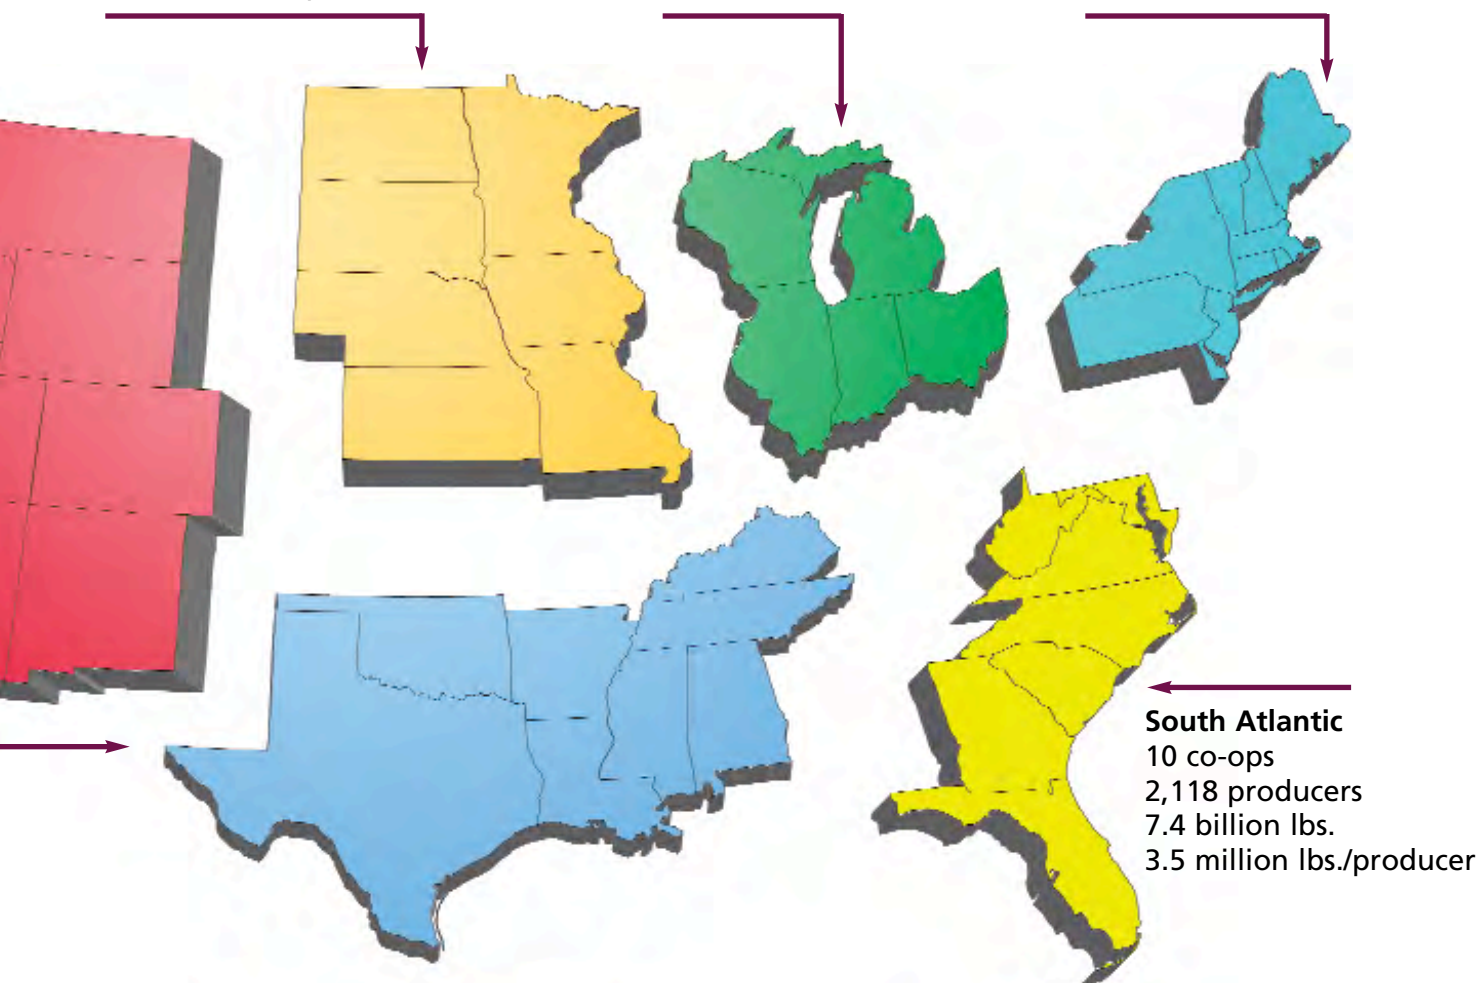 South Atlantic
10 co-ops
2,118 producers
7.4 billion lbs.
3.5 million lbs./producer